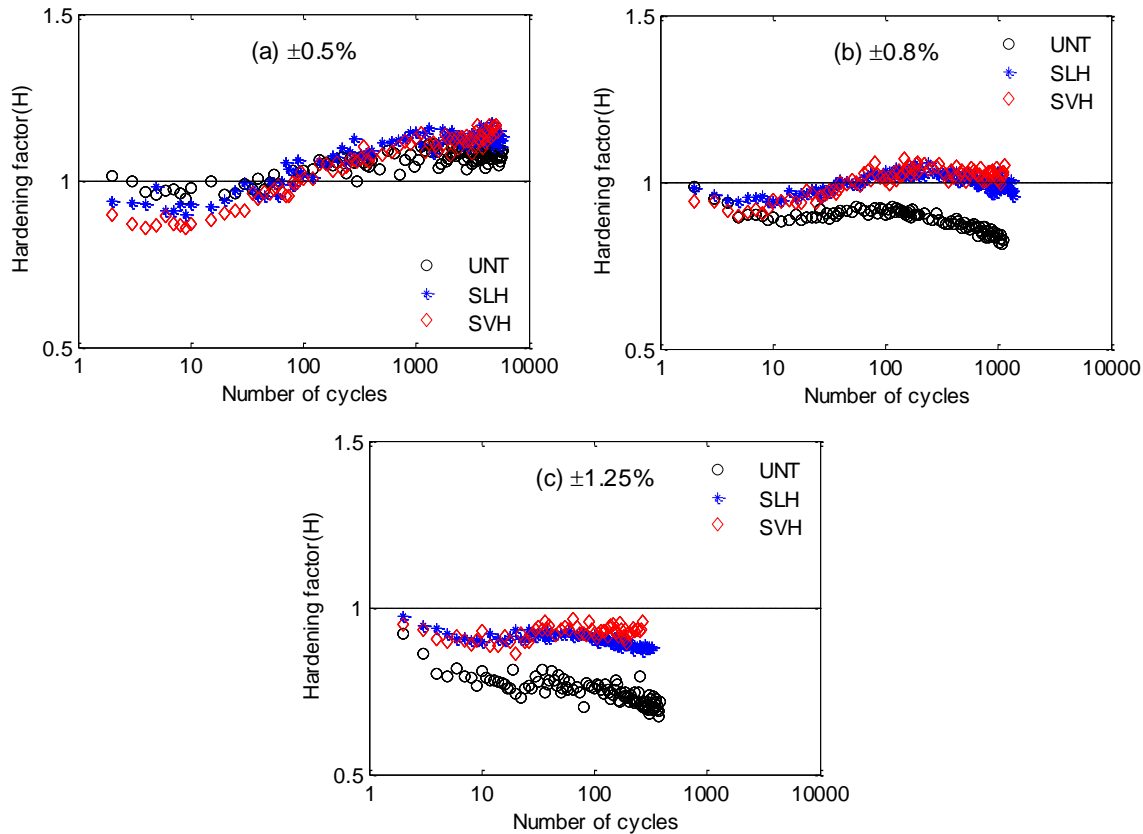 1.5
(a) ±0.5%
Hardening factor(H)
1
UNT
SLH
SVH
0.5
1 10 100 1000 10000
Number of cycles
1.5
(b) ±0.8%
UNT
SLH
SVH
Hardening factor(H)
1
0.5
1 10 100 1000 10000
Number of cycles
1.5
(c) ±1.25%
UNT
SLH
SVH
Hardening factor(H)
1
0.5
1 10 100 1000 10000
Number of cycles